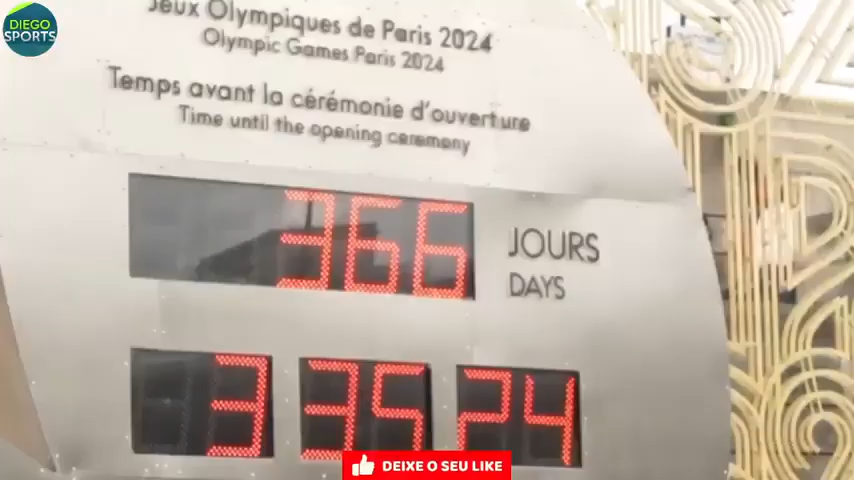 DIEGO
SPORTS
Jeux Olympiques de Paris 2024
Olympic Games Paris 2024
Temps avant la cérémonie d'ouverture
Time until the opening ceremony
366
JOURS
DAYS
3 35 24
DEIXE O SEU LIKE